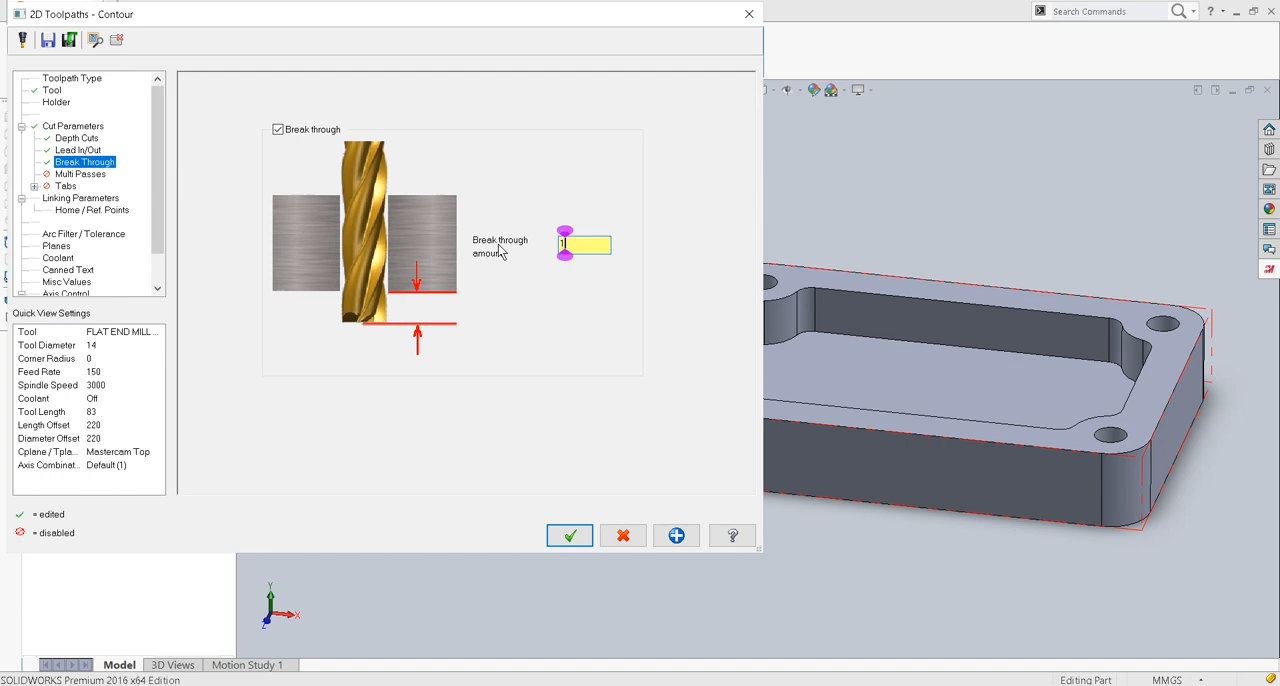 2D Toolpaths - Contour
Search Commands
Toolpath Type
Tool
Holder
Cut Parameters
Depth Cuts
Lead In/Out
Break Through
Multi Passes
Tabs
Linking Parameters
Home / Ref. Points
Arc Filter / Tolerance
Planes
Coolant
Canned Text
Misc Values
Axis Control
Break through
Break through
amount
1
Quick View Settings
Tool FLAT END MILL ...
Tool Diameter 14
Corner Radius 0
Feed Rate 150
Spindle Speed 3000
Coolant Off
Tool Length 83
Length Offset 220
Diameter Offset 220
Cplane / Tpla... Mastercam Top
Axis Combinat... Default (1)
= edited
= disabled
Y
X
Z
Model 3D Views Motion Study 1
SOLIDWORKS Premium 2016 x64 Edition
Editing Part MMGS